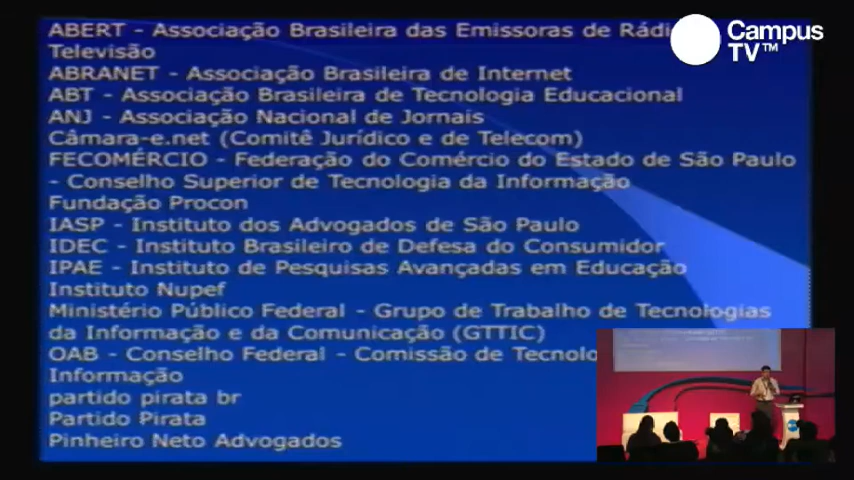 ABERT - Associação Brasileira das Emissoras de
Televisão
ABRANET - Associação Brasileira de Internet
ABT - Associação Brasileira de Tecnologia Educacional
ANJ - Associação Nacional de Jornais
Câmara-e.net (Comitê Jurídico e de Telecom)
FECOMÉRCIO - Federação do Comércio do Estado de São Paulo
- Conselho Superior de Tecnologia da Informação
Fundação Procon
IASP - Instituto dos Advogados de São Paulo
IDEC - Instituto Brasileiro de Defesa do Consumidor
IPAE - Instituto de Pesquisas Avançadas em Educação
Instituto Nupef
Ministério Público Federal - Grupo de Trabalho de Tecnologias
da Informação e da Comunicação (GTTIC)
OAB - Conselho Federal - Comissão de
Informação
partido pirata br
Partido Pirata
Pinheiro Neto Advogados
Campus
TV™